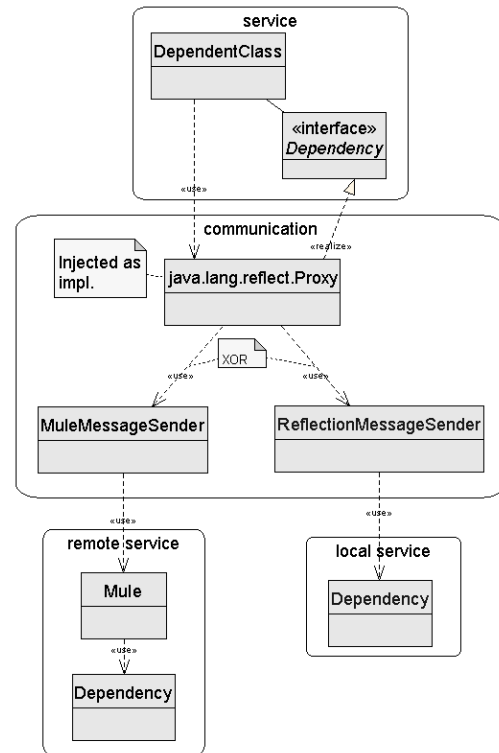 service
DependentClass
«interface»
Dependency
«use»
communication
«realize»
Injected as
impl.
java.lang.reflect.Proxy
XOR
«use»
«use»
MuleMessageSender
ReflectionMessageSender
«use»
«use»
remote service
local service
Mule
Dependency
«use»
Dependency